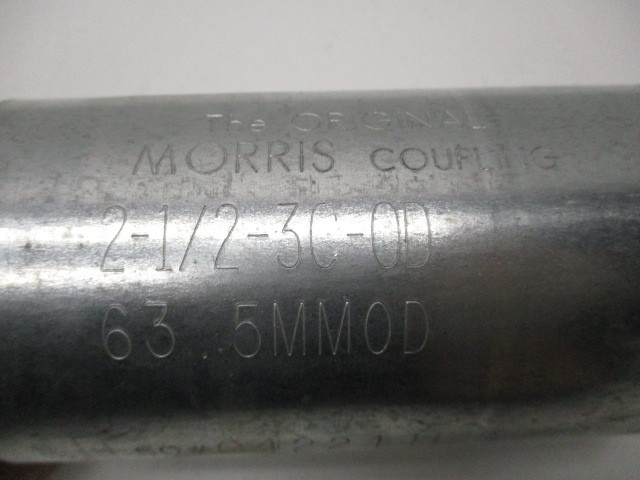 The ORIGINAL
MORRIS COUPLING
2-1/2-3C-OD
63.5MMOD